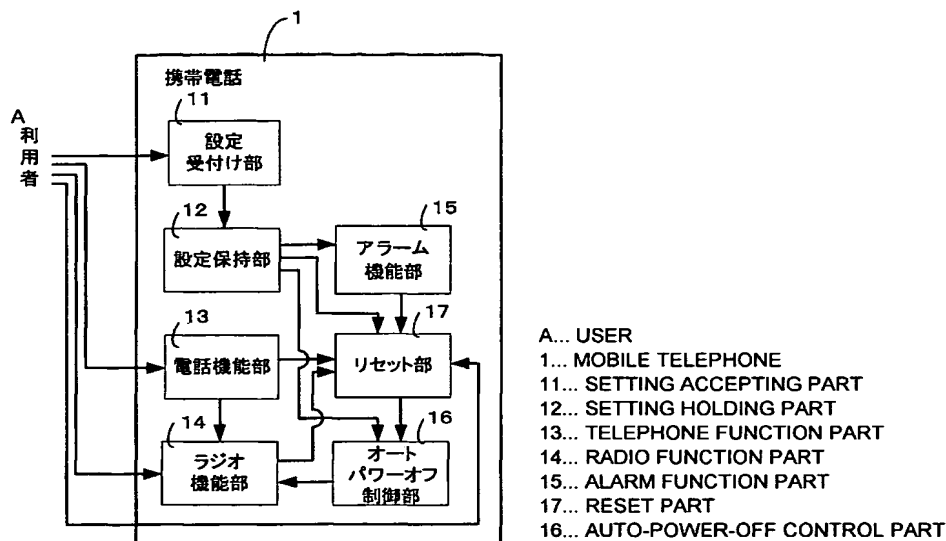 1
携帯電話
11
A
利用者
設定
受付け部
12
設定保持部
15
アラーム
機能部
13
電話機能部
17
リセット部
14
ラジオ
機能部
16
オート
パワーオフ
制御部
A... USER
1... MOBILE TELEPHONE
11... SETTING ACCEPTING PART
12... SETTING HOLDING PART
13... TELEPHONE FUNCTION PART
14... RADIO FUNCTION PART
15... ALARM FUNCTION PART
17... RESET PART
16... AUTO-POWER-OFF CONTROL PART